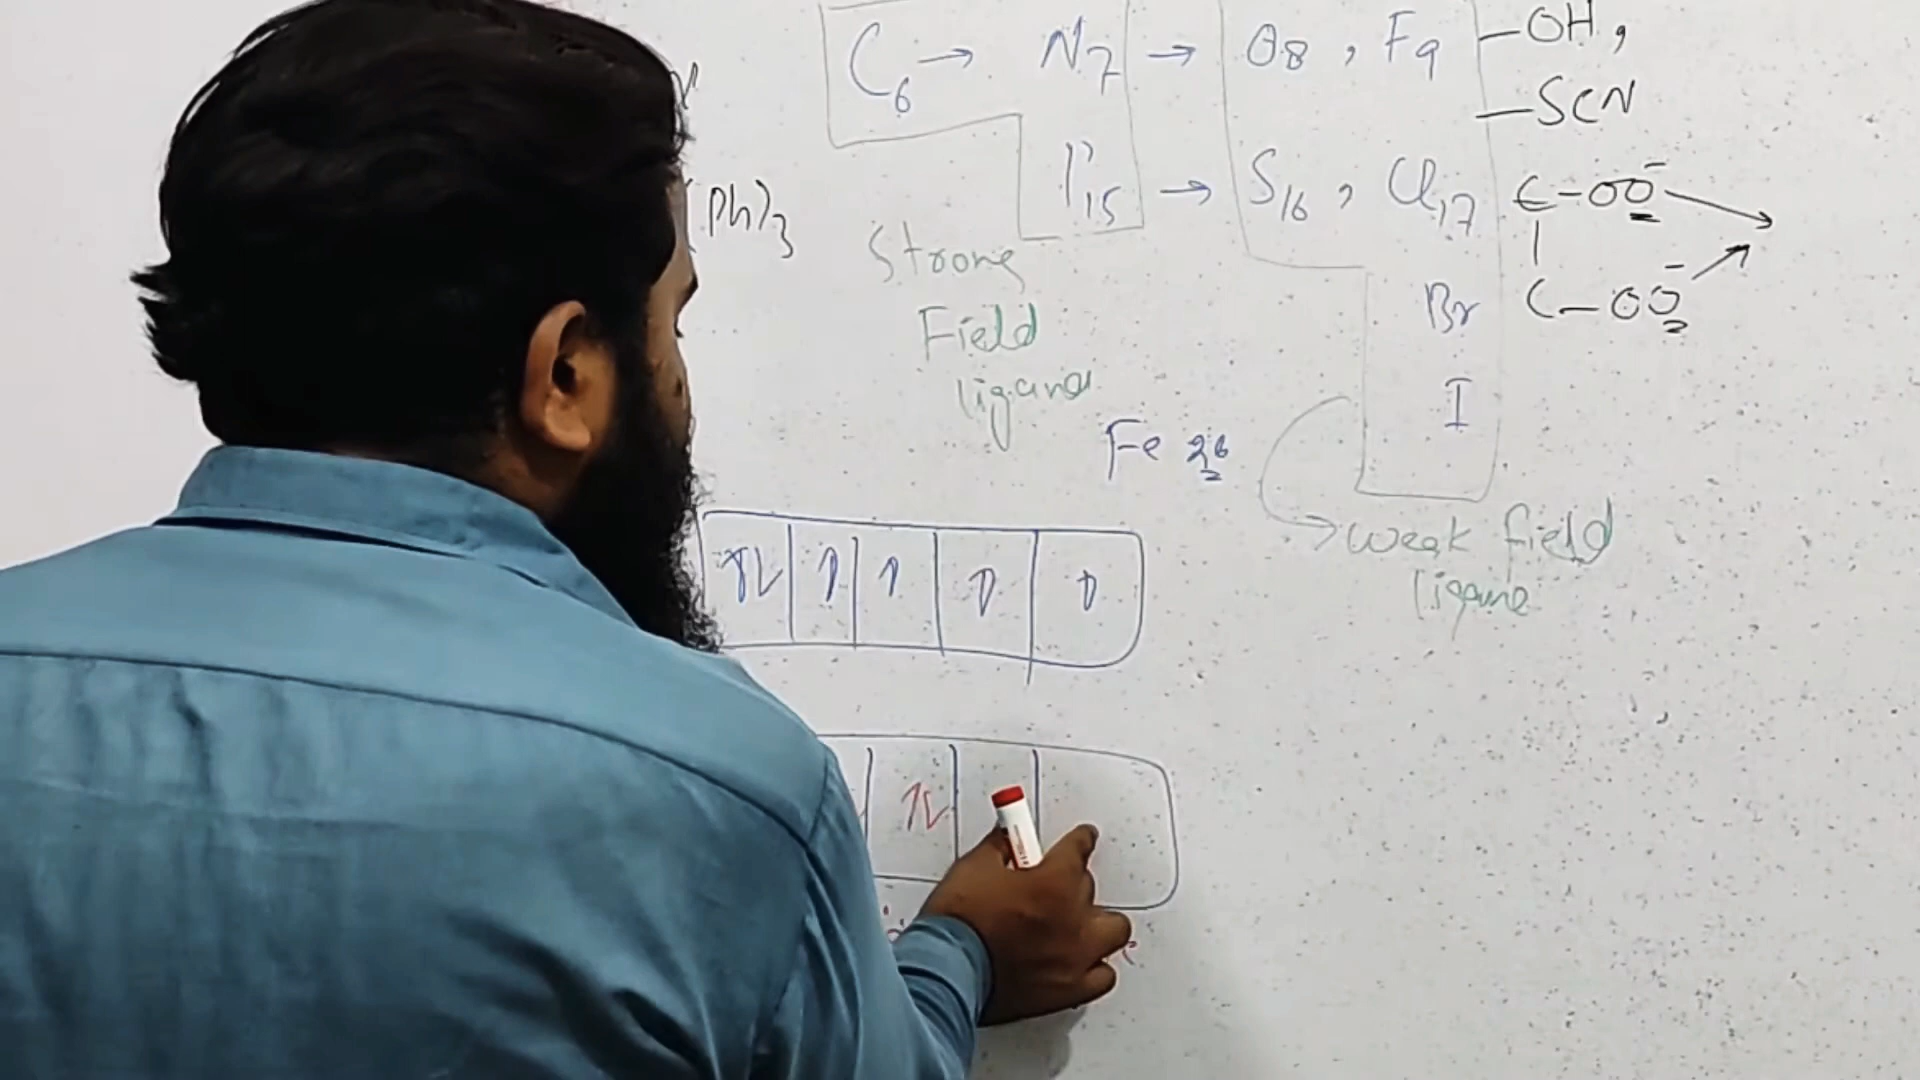 C6 → N7 → O8 , F9 -OH ,
-SCN
Ph)3 P15 → S16 , Cl17 C-OO-
Strong
Field
ligand
Br C-OO-
I
Fe 26
weak field
ligand
↑↓ ↑ ↑ ↑ ↑
↑↓